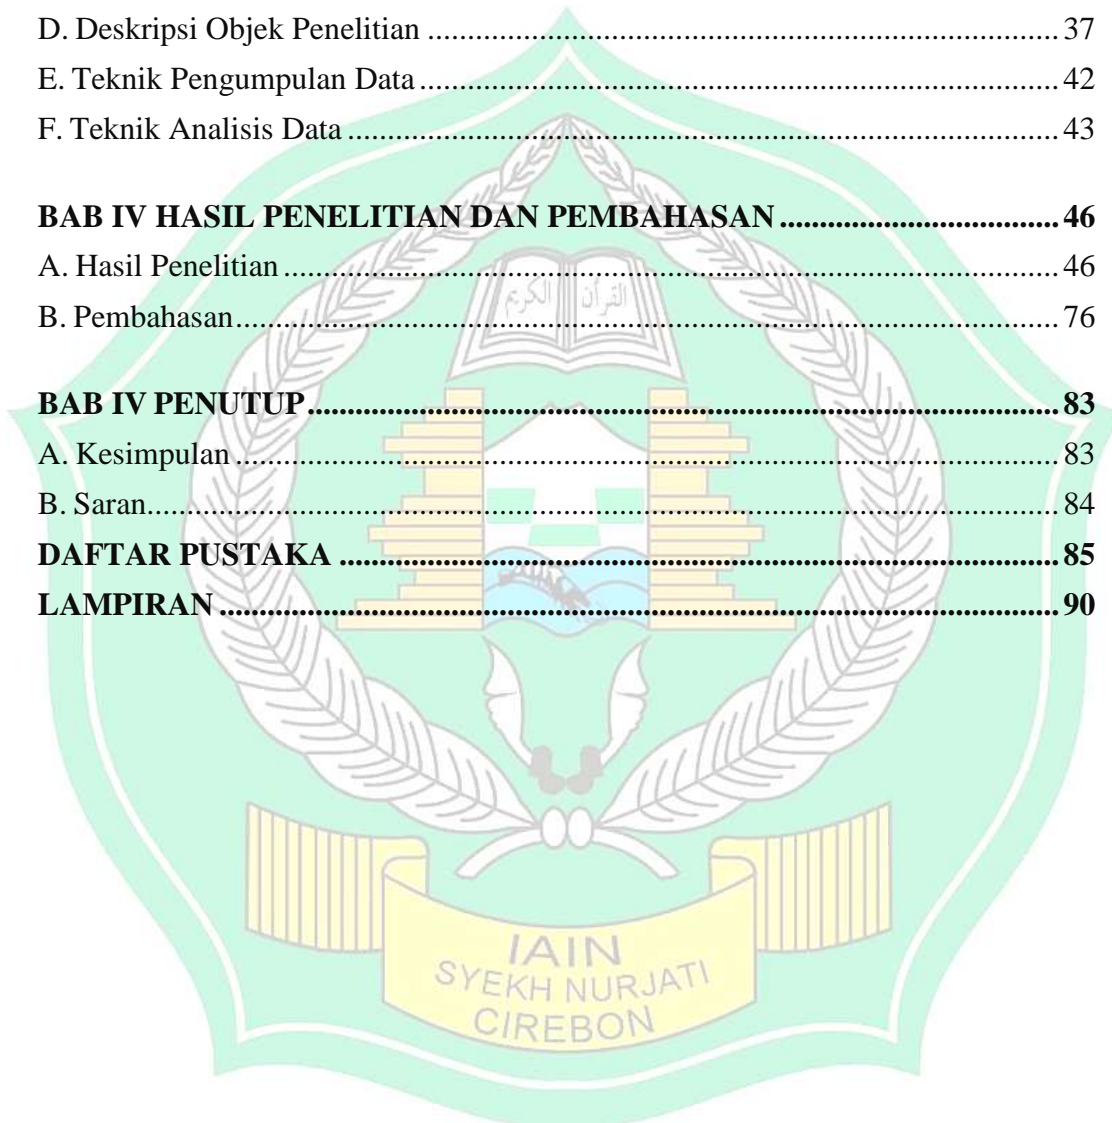 D. Deskripsi Objek Penelitian ................................................................................ 37
E. Teknik Pengumpulan Data ................................................................................. 42
F. Teknik Analisis Data .......................................................................................... 43
BAB IV HASIL PENELITIAN DAN PEMBAHASAN ................................... 46
A. Hasil Penelitian .................................................................................................. 46
B. Pembahasan ........................................................................................................ 76
BAB IV PENUTUP ............................................................................................... 83
A. Kesimpulan ........................................................................................................ 83
B. Saran ................................................................................................................... 84
DAFTAR PUSTAKA ........................................................................................... 85
LAMPIRAN .......................................................................................................... 90
القرآن الكريم
IAIN
SYEKH NURJATI
CIREBON